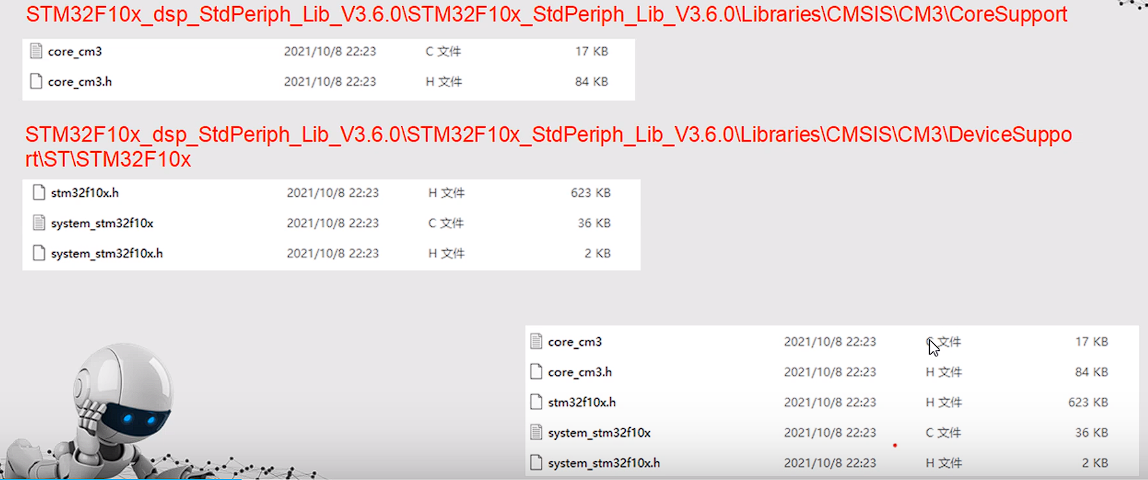 STM32F10x_dsp_StdPeriph_Lib_V3.6.0\STM32F10x_StdPeriph_Lib_V3.6.0\Libraries\CMSIS\CM3\CoreSupport
core_cm3 2021/10/8 22:23 C 文件 17 KB
core_cm3.h 2021/10/8 22:23 H 文件 84 KB
STM32F10x_dsp_StdPeriph_Lib_V3.6.0\STM32F10x_StdPeriph_Lib_V3.6.0\Libraries\CMSIS\CM3\DeviceSuppo
rt\ST\STM32F10x
stm32f10x.h 2021/10/8 22:23 H 文件 623 KB
system_stm32f10x 2021/10/8 22:23 C 文件 36 KB
system_stm32f10x.h 2021/10/8 22:23 H 文件 2 KB
core_cm3 2021/10/8 22:23 C 文件 17 KB
core_cm3.h 2021/10/8 22:23 H 文件 84 KB
stm32f10x.h 2021/10/8 22:23 H 文件 623 KB
system_stm32f10x 2021/10/8 22:23 C 文件 36 KB
system_stm32f10x.h 2021/10/8 22:23 H 文件 2 KB